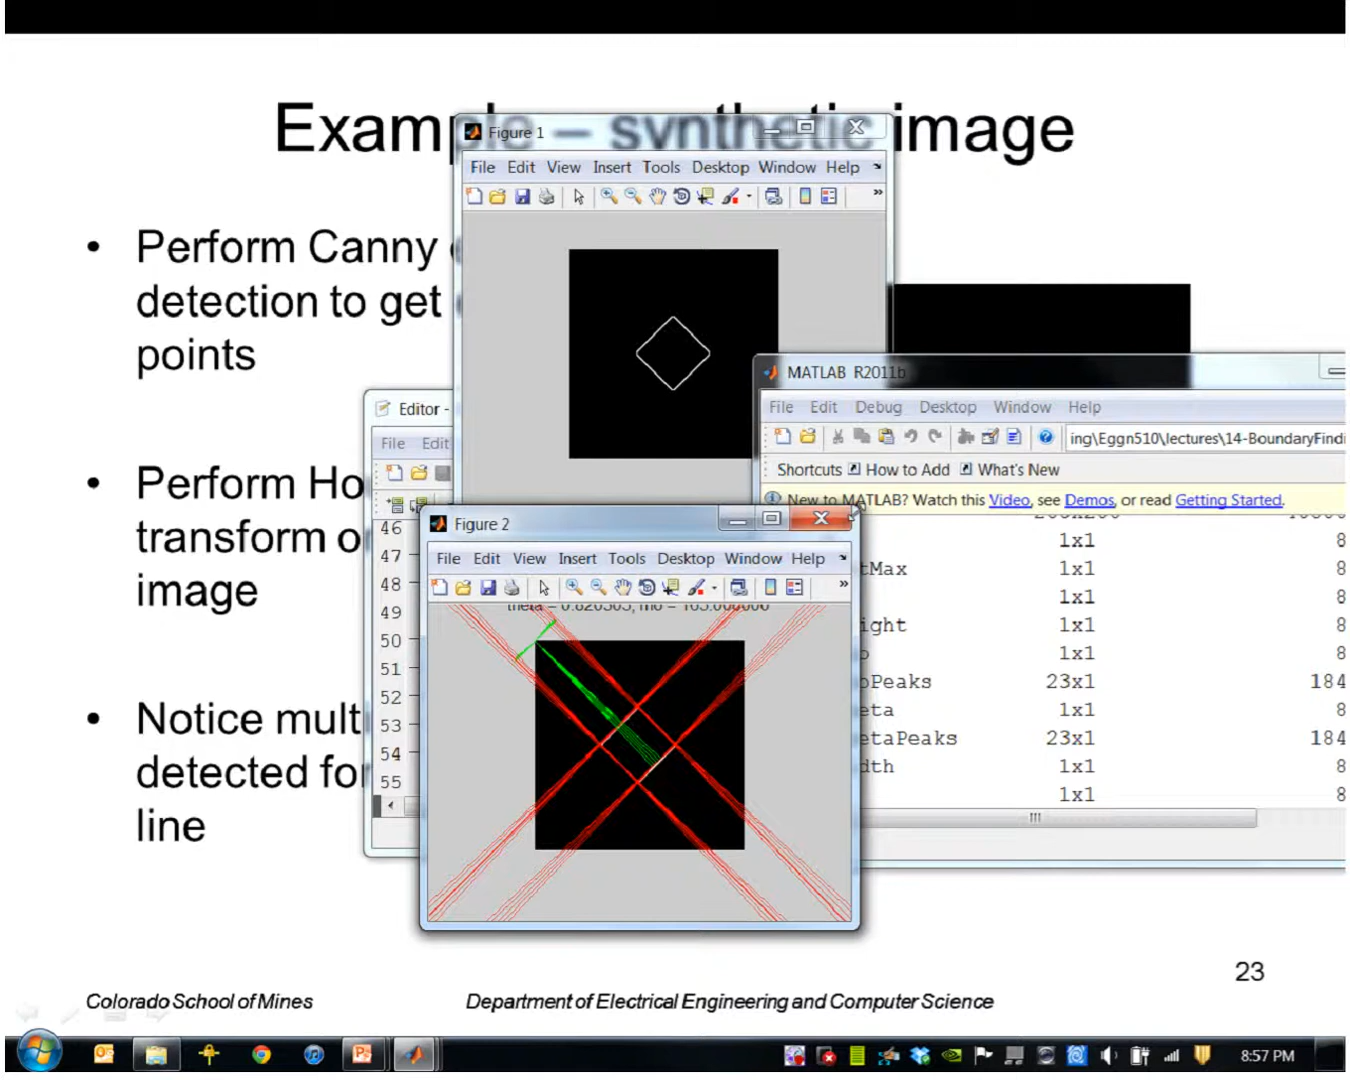 Example – synthetic image
• Perform Canny
detection to get
points
• Perform Ho
transform o
image
• Notice mult
detected for
line
Figure 1
File Edit View Insert Tools Desktop Window Help
Editor -
File Edit
46
47
48
49
50
51
52
53
54
55
MATLAB R2011b
File Edit Debug Desktop Window Help
ing\Eggn510\lectures\14-BoundaryFindi
Shortcuts How to Add What's New
New to MATLAB? Watch this Video, see Demos, or read Getting Started.
1x1 8
tMax 1x1 8
1x1 8
ight 1x1 8
o 1x1 8
oPeaks 23x1 184
eta 1x1 8
etaPeaks 23x1 184
dth 1x1 8
1x1 8
Figure 2
File Edit View Insert Tools Desktop Window Help
23
Colorado School of Mines
Department of Electrical Engineering and Computer Science
8:57 PM